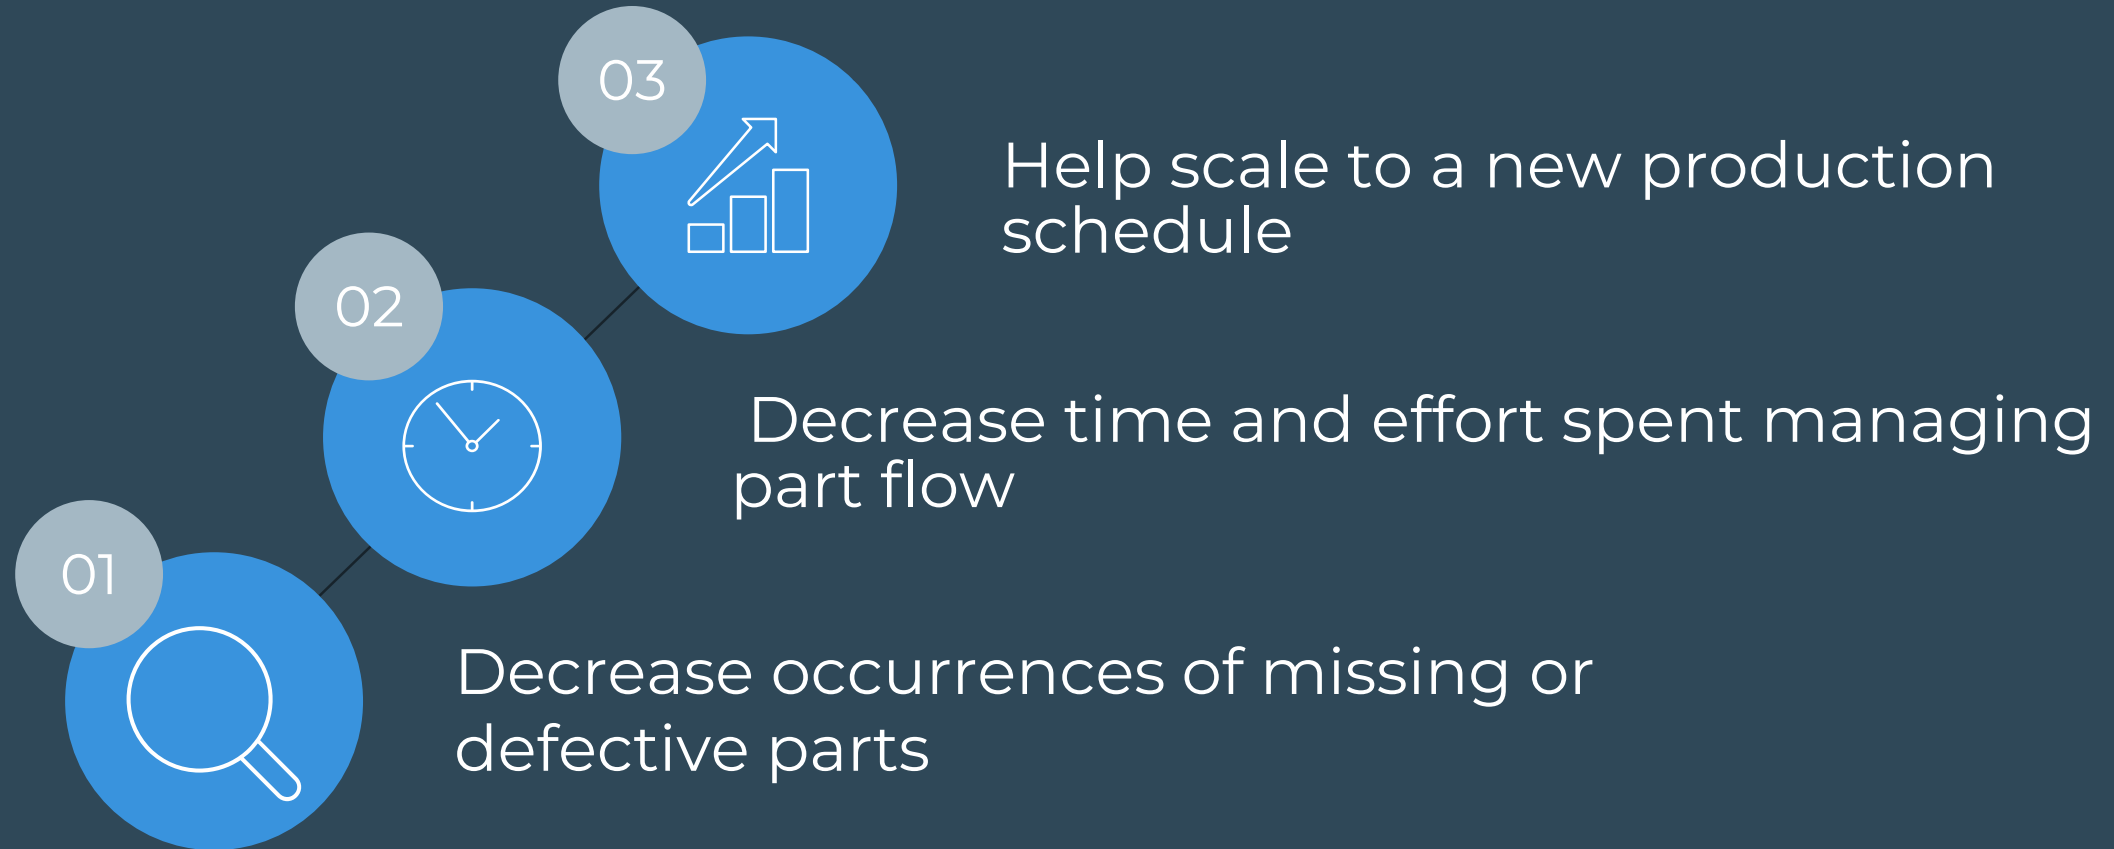 03
Help scale to a new production
schedule
02
Decrease time and effort spent managing
part flow
01
Decrease occurrences of missing or
defective parts